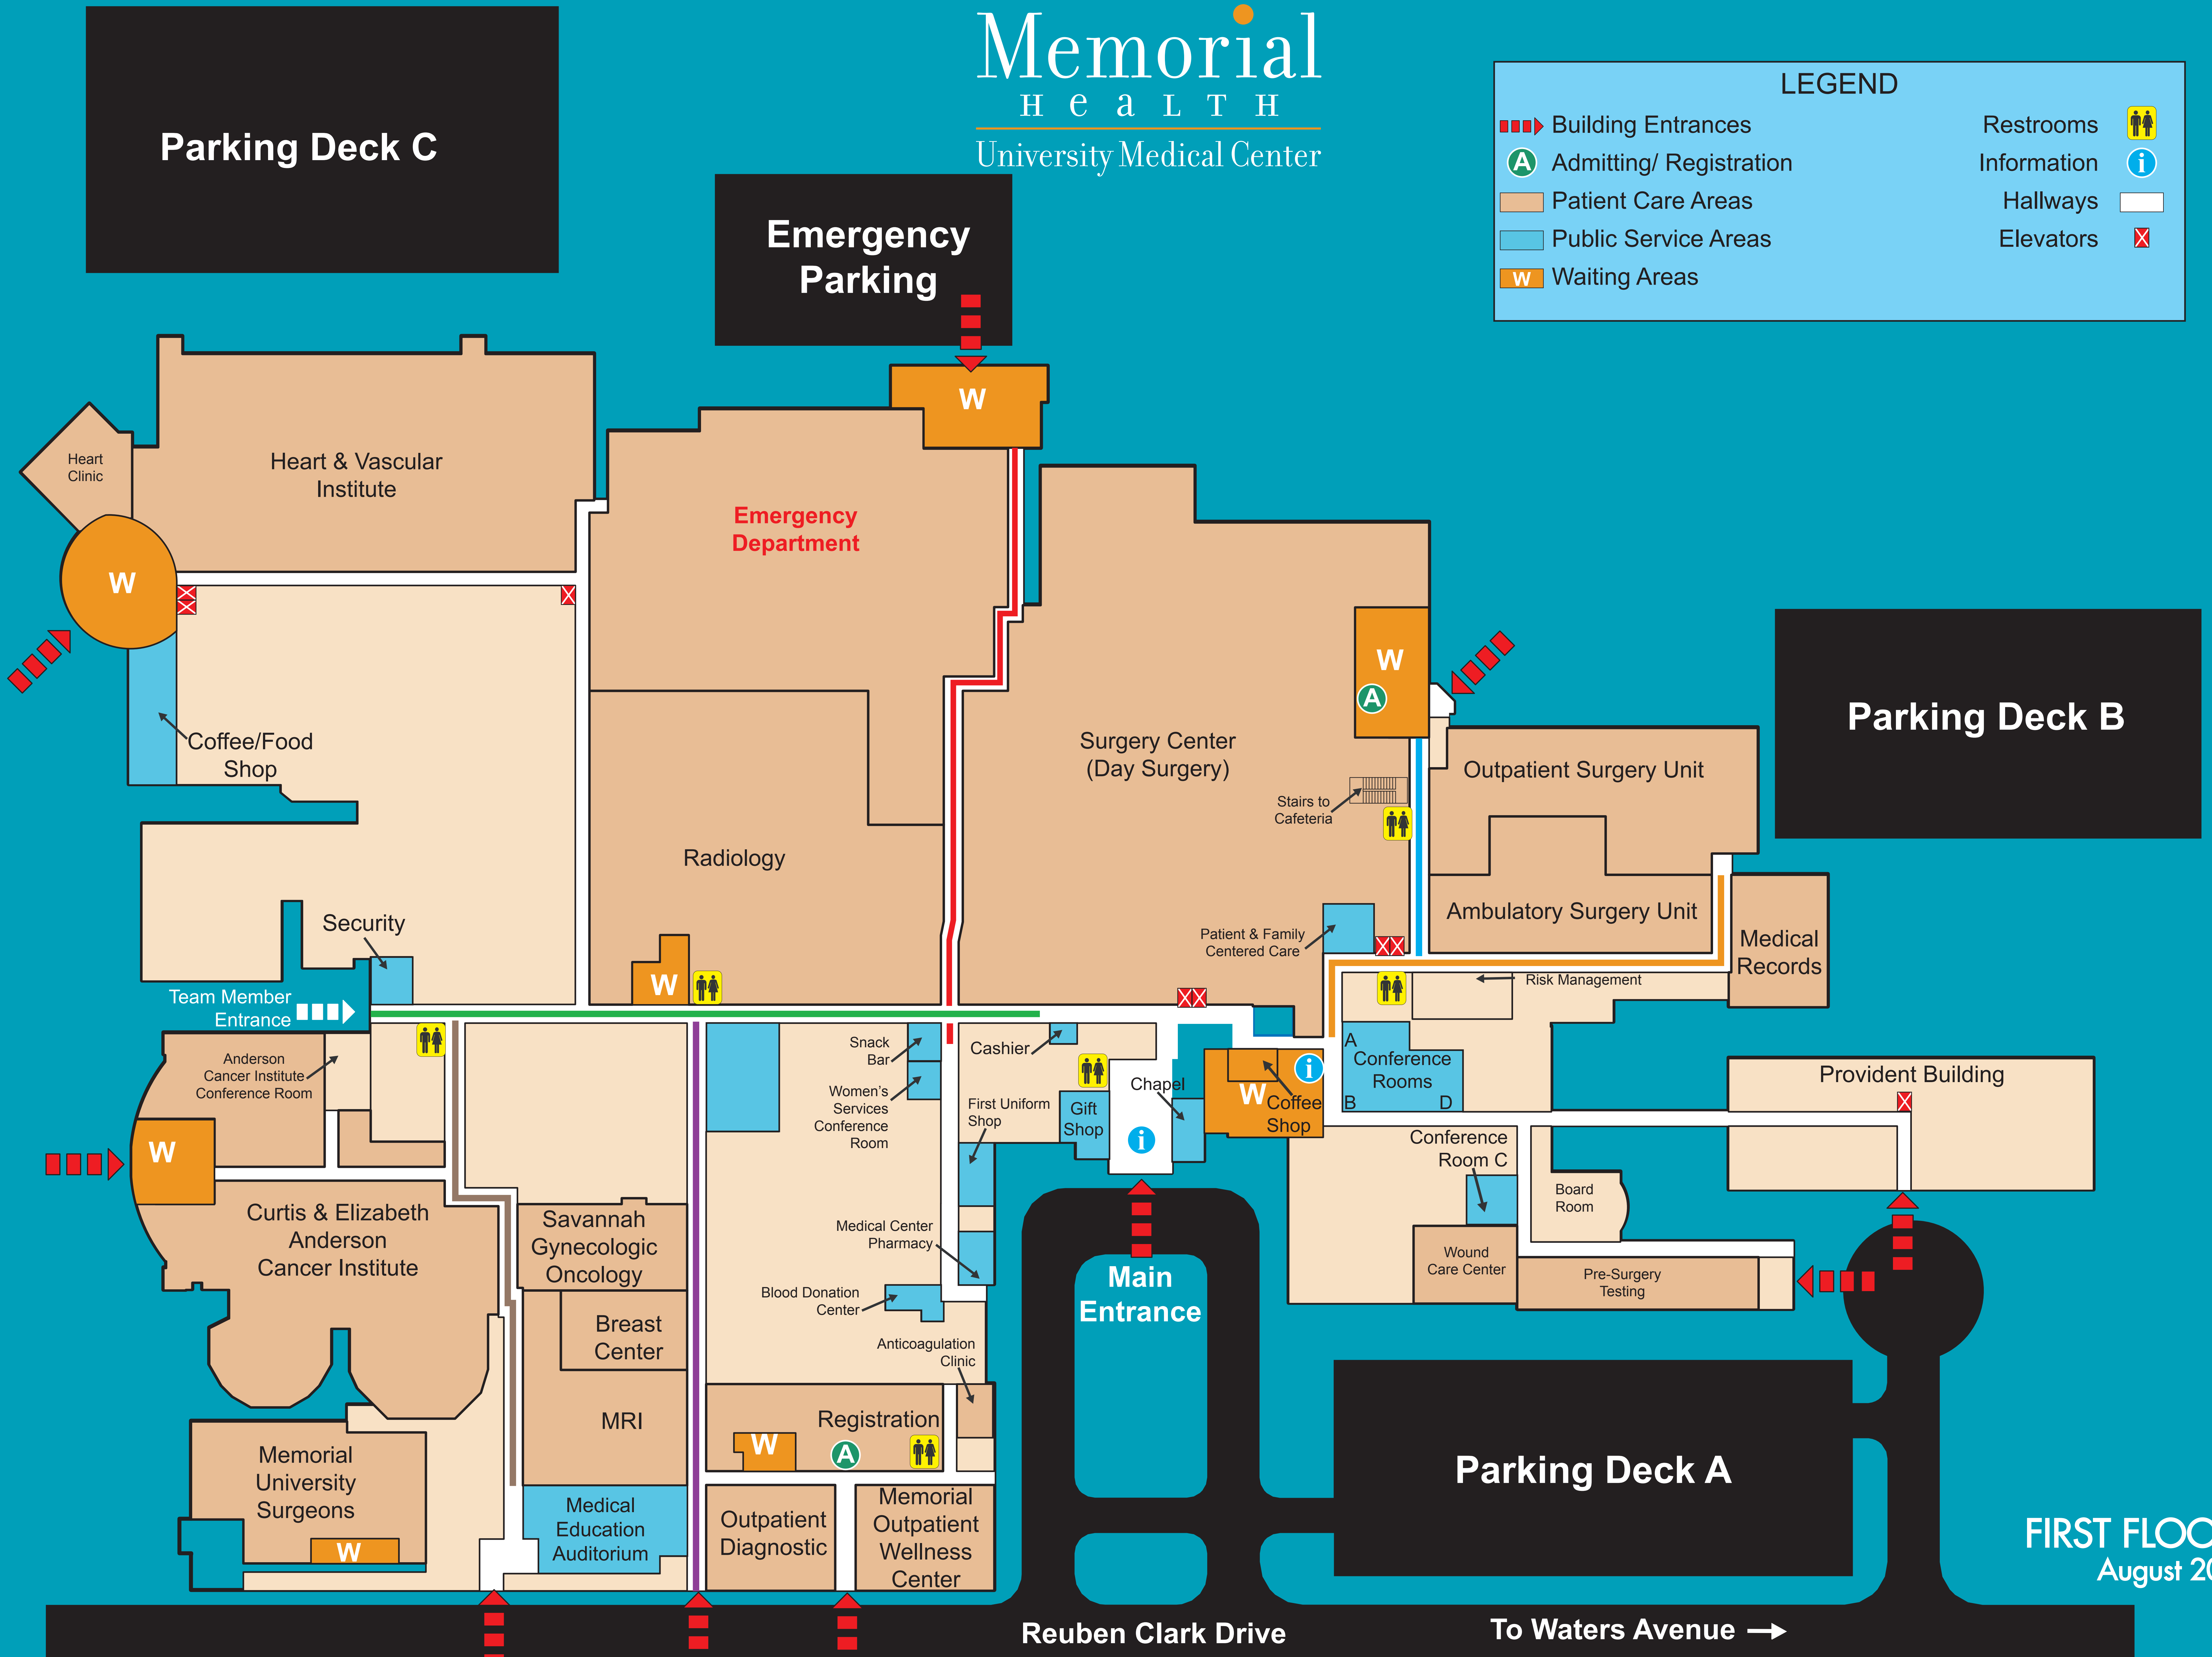 Memorial
HeaLTH
University Medical Center
LEGEND
Building Entrances
A
Admitting/ Registration
Patient Care Areas
Public Service Areas
W
Waiting Areas
Restrooms
Information
i
Hallways
Elevators
Parking Deck C
Emergency
Parking
W
Heart
Clinic
Heart & Vascular
Institute
Emergency
Department
W
W
A
Parking Deck B
Coffee/Food
Shop
Surgery Center
(Day Surgery)
Outpatient Surgery Unit
Stairs to
Cafeteria
Radiology
Ambulatory Surgery Unit
Security
Patient & Family
Centered Care
Medical
Records
Risk Management
W
Team Member
Entrance
Anderson
Cancer Institute
Conference Room
Snack
Bar
Women's
Services
Conference
Room
Cashier
First Uniform
Shop
Gift
Shop
Chapel
i
W
Coffee
Shop
i
A
Conference
Rooms
B
D
Provident Building
W
Conference
Room C
Board
Room
Curtis & Elizabeth
Anderson
Cancer Institute
Savannah
Gynecologic
Oncology
Medical Center
Pharmacy
Blood Donation
Center
Wound
Care Center
Pre-Surgery
Testing
Main
Entrance
Breast
Center
Anticoagulation
Clinic
MRI
Registration
W
A
Memorial
University
Surgeons
W
Medical
Education
Auditorium
Outpatient
Diagnostic
Memorial
Outpatient
Wellness
Center
Parking Deck A
FIRST FLOO
August 20
Reuben Clark Drive
To Waters Avenue